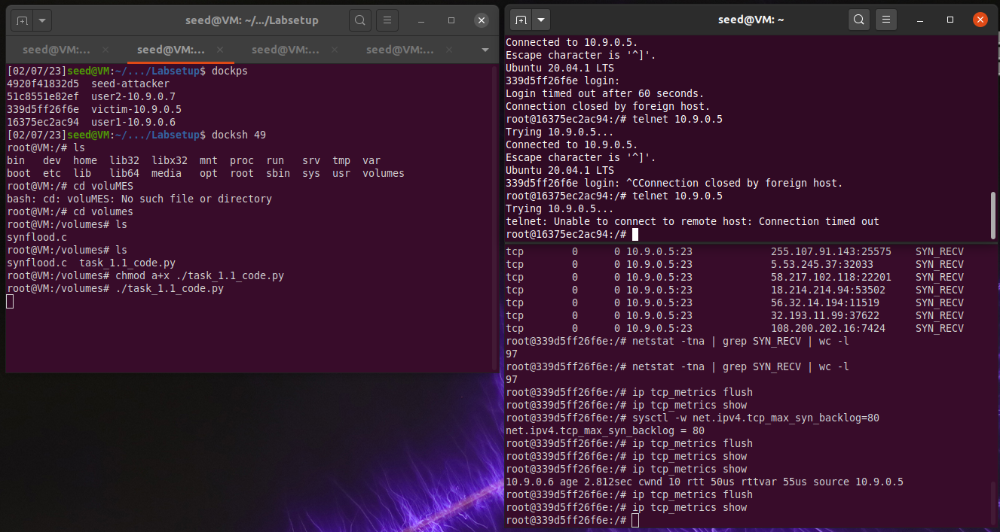 seed@VM: ~/.../Labsetup
seed@VM:...
seed@VM:...
seed@VM:...
seed@VM:...
[02/07/23]seed@VM:~/.../Labsetup$ dockps
4920f41832d5  seed-attacker
51c8551e82ef  user2-10.9.0.7
339d5ff26f6e  victim-10.9.0.5
16375ec2ac94  user1-10.9.0.6
[02/07/23]seed@VM:~/.../Labsetup$ docksh 49
root@VM:/# ls
bin   dev  home  lib32  libx32  mnt  proc  run   srv  tmp  var
boot  etc  lib   lib64  media   opt  root  sbin  sys  usr  volumes
root@VM:/# cd voluMES
bash: cd: voluMES: No such file or directory
root@VM:/# cd volumes
root@VM:/volumes# ls
synflood.c
root@VM:/volumes# ls
synflood.c  task_1.1_code.py
root@VM:/volumes# chmod a+x ./task_1.1_code.py
root@VM:/volumes# ./task_1.1_code.py
seed@VM: ~
Connected to 10.9.0.5.
Escape character is '^]'.
Ubuntu 20.04.1 LTS
339d5ff26f6e login:
Login timed out after 60 seconds.
Connection closed by foreign host.
root@16375ec2ac94:/# telnet 10.9.0.5
Trying 10.9.0.5...
Connected to 10.9.0.5.
Escape character is '^]'.
Ubuntu 20.04.1 LTS
339d5ff26f6e login: ^CConnection closed by foreign host.
root@16375ec2ac94:/# telnet 10.9.0.5
Trying 10.9.0.5...
telnet: Unable to connect to remote host: Connection timed out
root@16375ec2ac94:/#
tcp        0      0 10.9.0.5:23             255.107.91.143:25575    SYN_RECV
tcp        0      0 10.9.0.5:23             5.53.245.37:32033       SYN_RECV
tcp        0      0 10.9.0.5:23             58.217.102.118:22201    SYN_RECV
tcp        0      0 10.9.0.5:23             18.214.214.94:53502     SYN_RECV
tcp        0      0 10.9.0.5:23             56.32.14.194:11519      SYN_RECV
tcp        0      0 10.9.0.5:23             32.193.11.99:37622      SYN_RECV
tcp        0      0 10.9.0.5:23             108.200.202.16:7424     SYN_RECV
root@339d5ff26f6e:/# netstat -tna | grep SYN_RECV | wc -l
97
root@339d5ff26f6e:/# netstat -tna | grep SYN_RECV | wc -l
97
root@339d5ff26f6e:/# ip tcp_metrics flush
root@339d5ff26f6e:/# ip tcp_metrics show
root@339d5ff26f6e:/# sysctl -w net.ipv4.tcp_max_syn_backlog=80
net.ipv4.tcp_max_syn_backlog = 80
root@339d5ff26f6e:/# ip tcp_metrics flush
root@339d5ff26f6e:/# ip tcp_metrics show
root@339d5ff26f6e:/# ip tcp_metrics show
10.9.0.6 age 2.812sec cwnd 10 rtt 50us rttvar 55us source 10.9.0.5
root@339d5ff26f6e:/# ip tcp_metrics flush
root@339d5ff26f6e:/# ip tcp_metrics show
root@339d5ff26f6e:/#